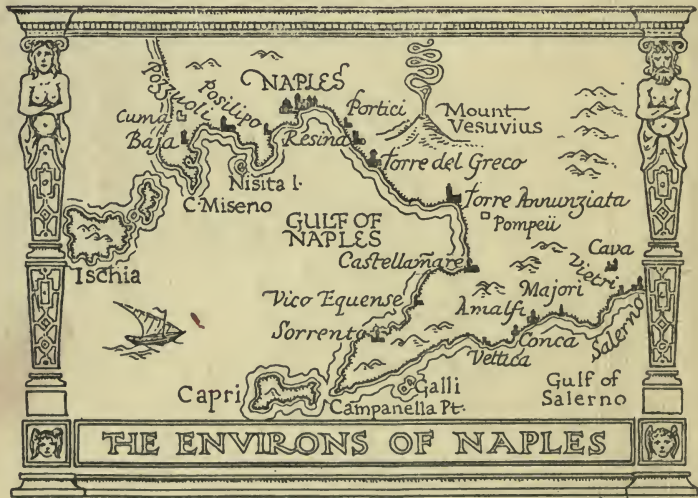 NAPLES
Pozzuoli
Posilipo
Portici
Mount
Vesuvius
Cuma
Baja
Resina
Torre del Greco
Nisita I.
C. Miseno
Torre Annunziata
GULF OF
NAPLES
Pompeii
Cava
Castellamare
Vietri
Ischia
Vico Equense
Majori
Amalfi
Sorrento
Conca
Salerno
Vettica
Capri
Galli
Gulf of
Salerno
Campanella Pt.
THE ENVIRONS OF NAPLES